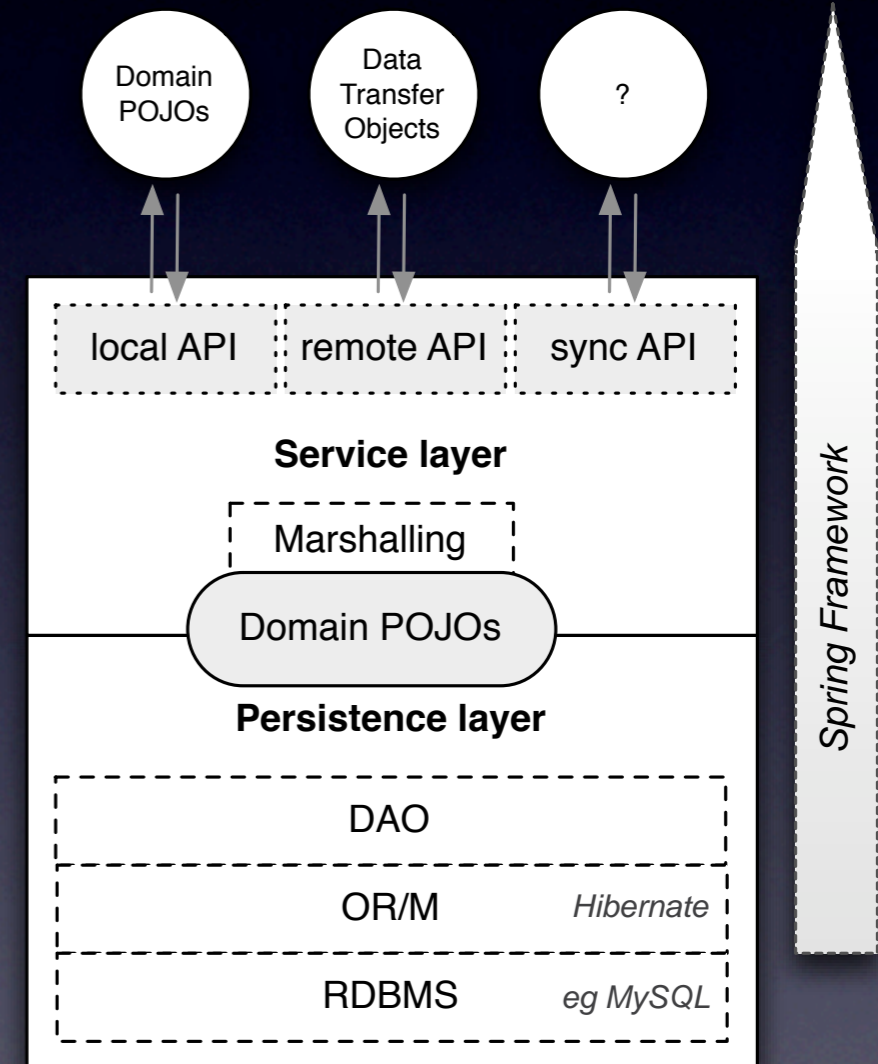 Domain
POJOs
Data
Transfer
Objects
?
local API
remote API
sync API
Service layer
Marshalling
Domain POJOs
Persistence layer
DAO
OR/M
Hibernate
RDBMS
eg MySQL
Spring Framework